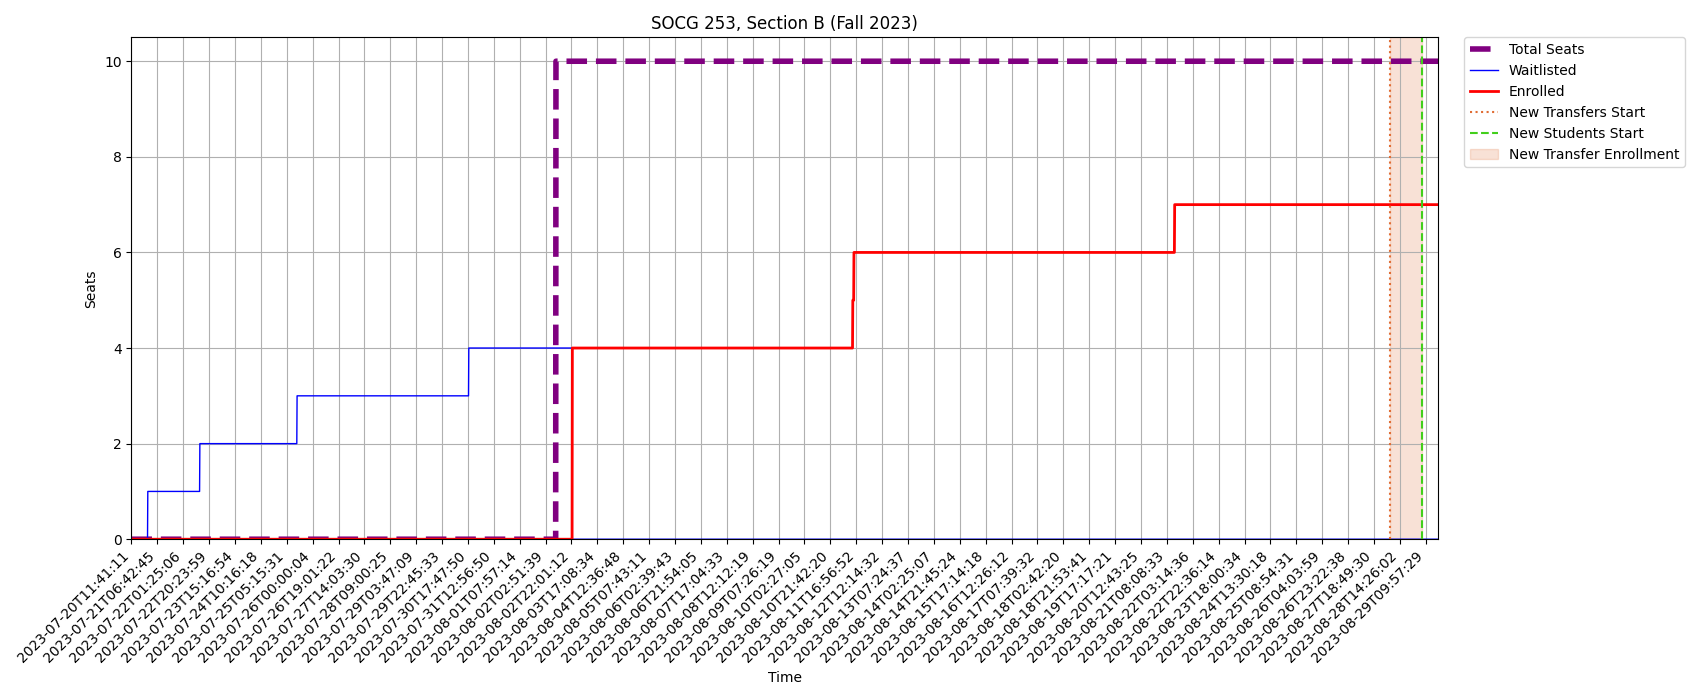 SOCG 253, Section B (Fall 2023)
Total Seats
Waitlisted
Enrolled
New Transfers Start
New Students Start
New Transfer Enrollment
Seats
10
8
6
4
2
0
2023-07-20T11:41:11
2023-07-21T06:42:45
2023-07-22T01:25:06
2023-07-22T20:23:59
2023-07-23T15:16:54
2023-07-24T10:16:18
2023-07-25T05:15:31
2023-07-26T00:00:04
2023-07-26T19:01:22
2023-07-27T14:03:30
2023-07-28T09:00:25
2023-07-29T03:47:09
2023-07-29T22:45:33
2023-07-30T17:47:50
2023-07-31T12:56:50
2023-08-01T07:57:14
2023-08-02T02:51:39
2023-08-02T22:01:12
2023-08-03T17:08:34
2023-08-04T12:36:48
2023-08-05T07:43:11
2023-08-06T02:39:43
2023-08-06T21:54:05
2023-08-07T17:04:33
2023-08-08T12:12:19
2023-08-09T07:26:19
2023-08-10T02:27:05
2023-08-10T21:42:20
2023-08-11T16:56:52
2023-08-12T12:14:32
2023-08-13T07:24:37
2023-08-14T02:25:07
2023-08-14T21:45:24
2023-08-15T17:14:18
2023-08-16T12:26:12
2023-08-17T07:39:32
2023-08-18T02:42:20
2023-08-18T21:53:41
2023-08-19T17:17:21
2023-08-20T12:43:25
2023-08-21T08:08:33
2023-08-22T03:14:36
2023-08-22T22:36:14
2023-08-23T18:00:34
2023-08-24T13:30:18
2023-08-25T08:54:31
2023-08-26T04:03:59
2023-08-26T23:22:38
2023-08-27T18:49:30
2023-08-28T14:26:02
2023-08-29T09:57:29
Time